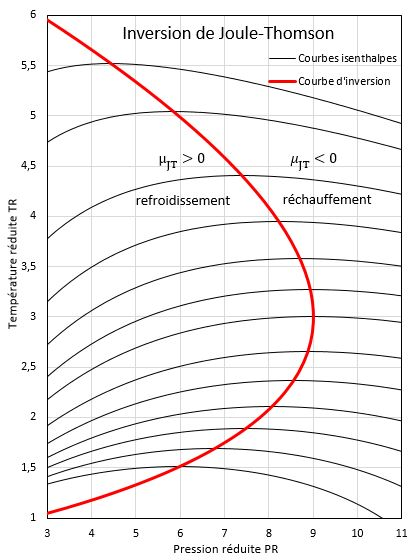 Inversion de Joule-Thomson
Courbes isenthalpes
Courbe d'inversion
μJT > 0
μJT < 0
refroidissement
réchauffement
Température réduite TR
6
5,5
5
4,5
4
3,5
3
2,5
2
1,5
1
3 4 5 6 7 8 9 10 11
Pression réduite PR